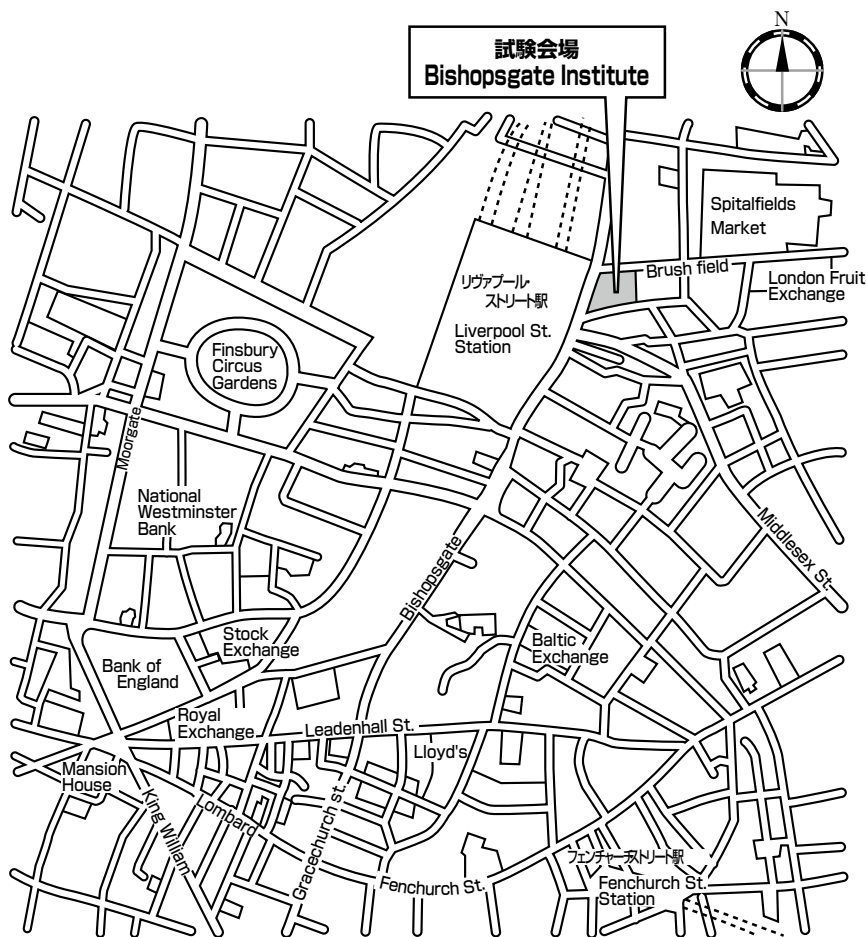 N
試験会場
Bishopsgate Institute
Spitalfields
Market
Brush field
London Fruit
Exchange
リヴァプール・
ストリート駅
Liverpool St.
Station
Finsbury
Circus
Gardens
Moorgate
National
Westminster
Bank
Bishopsgate
Middlesex St.
Stock
Exchange
Baltic
Exchange
Bank of
England
Royal
Exchange
Leadenhall St.
Lloyd's
Mansion
House
King William
Lombard
Gracechurch st.
Fenchurch St.
フェンチャーチストリート駅
Fenchurch St.
Station